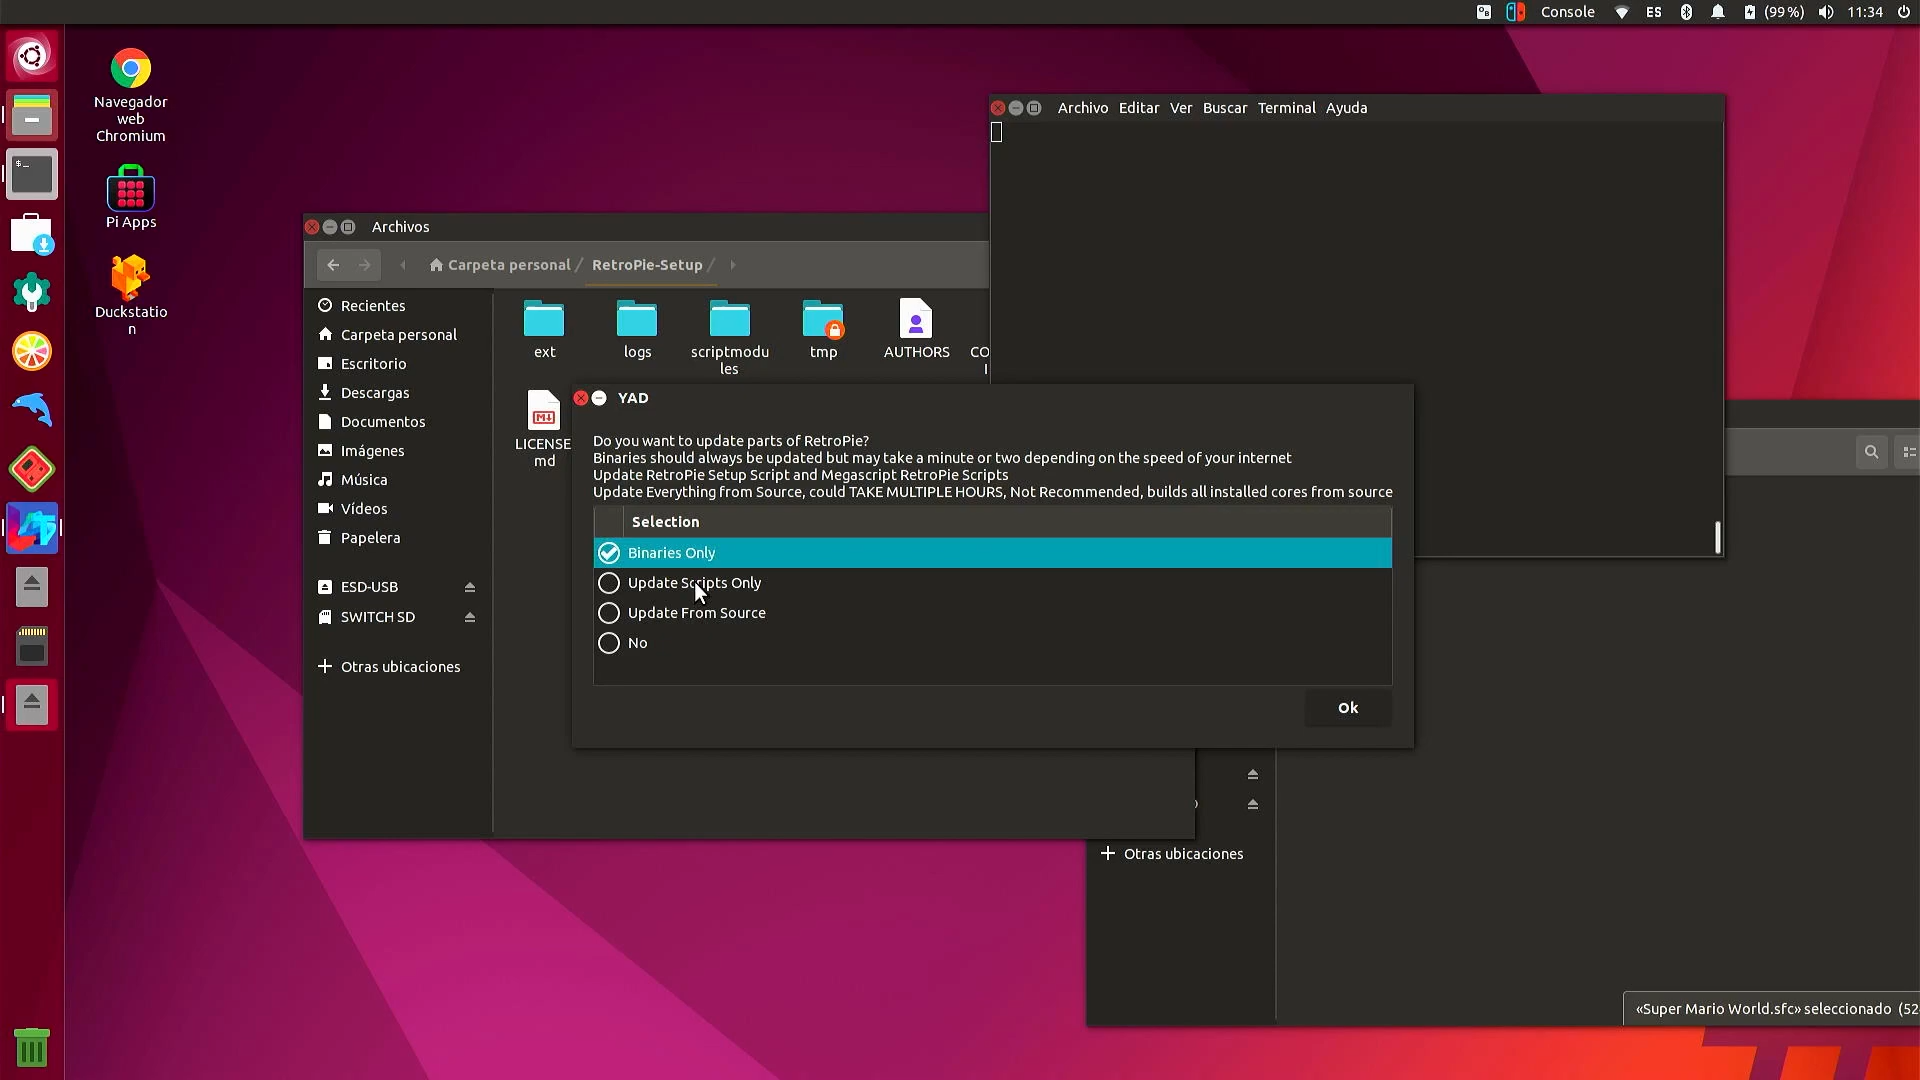 Console
ES
(99%)
11:34
Navegador
web
Chromium
Pi Apps
Duckstatio
n
Archivo Editar Ver Buscar Terminal Ayuda
Archivos
Carpeta personal / RetroPie-Setup /
Recientes
Carpeta personal
Escritorio
Descargas
Documentos
Imágenes
Música
Vídeos
Papelera
ESD-USB
SWITCH SD
+ Otras ubicaciones
ext
logs
scriptmodu
les
tmp
AUTHORS
CO
LICENSE
md
YAD
Do you want to update parts of RetroPie?
Binaries should always be updated but may take a minute or two depending on the speed of your internet
Update RetroPie Setup Script and Megascript RetroPie Scripts
Update Everything from Source, could TAKE MULTIPLE HOURS, Not Recommended, builds all installed cores from source
Selection
Binaries Only
Update Scripts Only
Update From Source
No
Ok
+ Otras ubicaciones
«Super Mario World.sfc» seleccionado (52